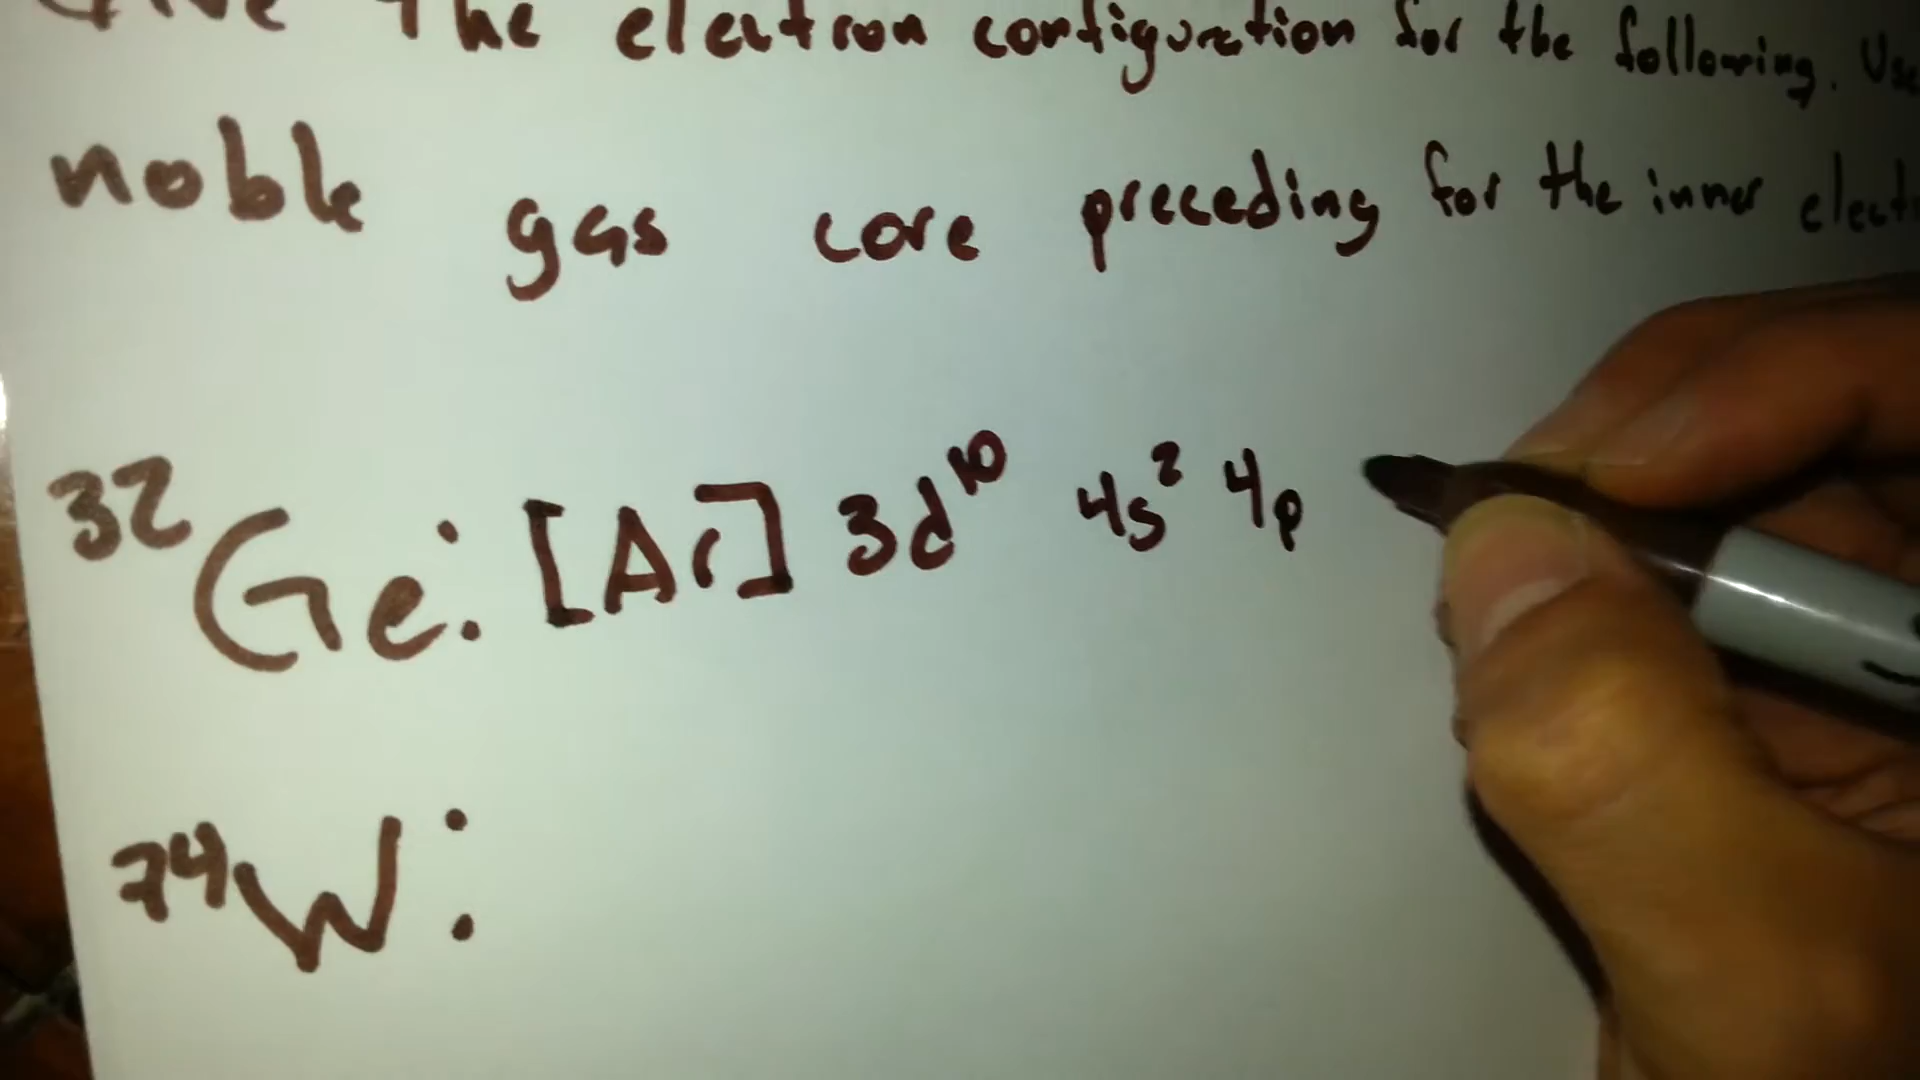 the electron configuration for the following. Use
noble gas core preceding for the inner elect
32Ge: [Ar] 3d10 4s2 4p
74W: